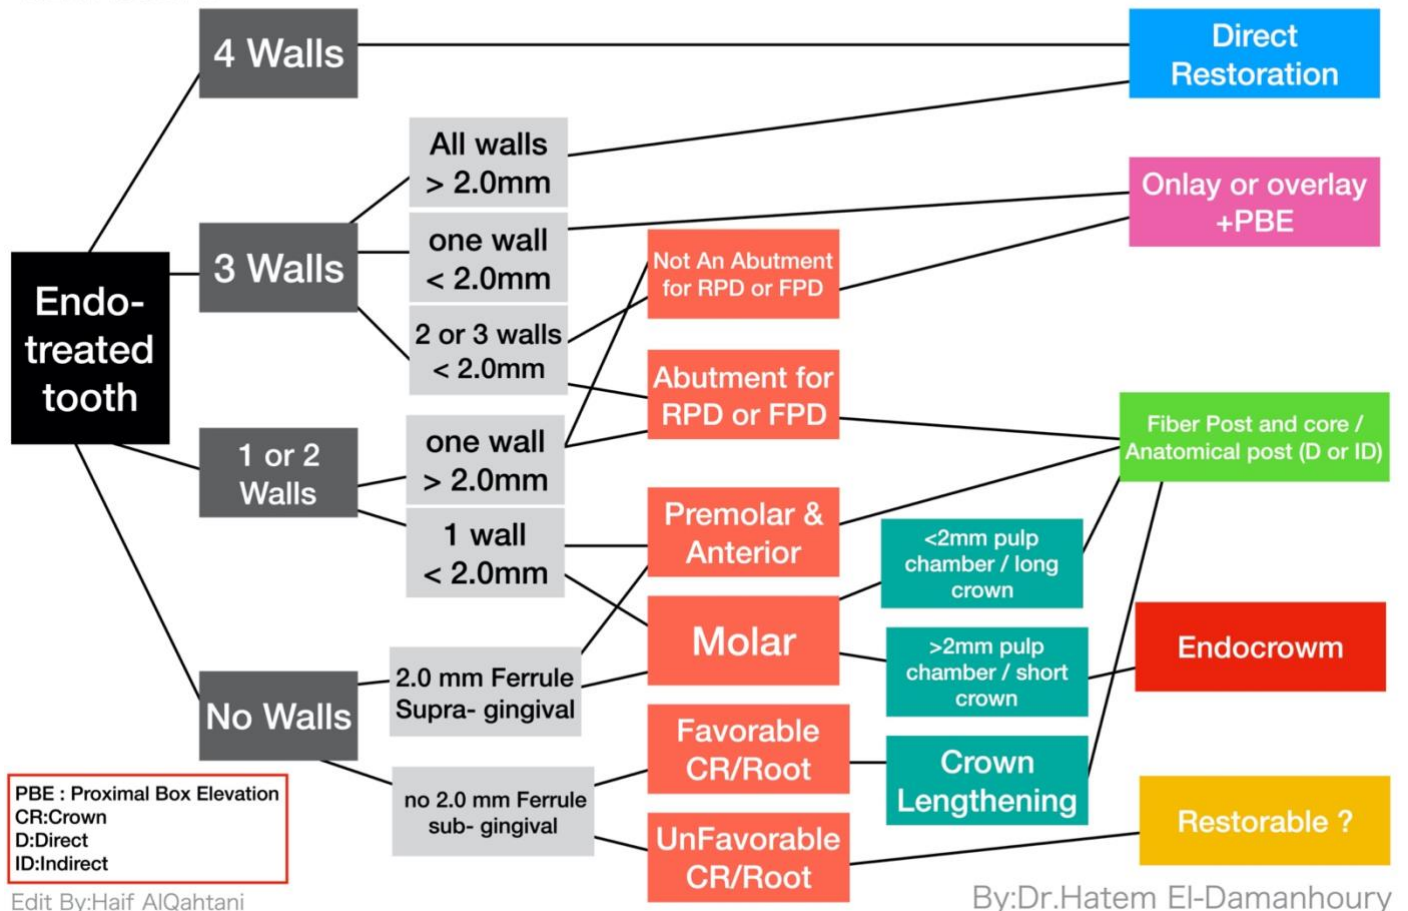 4 Walls
Direct
Restoration
All walls
> 2.0mm
Onlay or overlay
+PBE
3 Walls
one wall
< 2.0mm
Not An Abutment
for RPD or FPD
Endo-
treated
tooth
2 or 3 walls
< 2.0mm
Abutment for
RPD or FPD
1 or 2
Walls
one wall
> 2.0mm
Fiber Post and core /
Anatomical post (D or ID)
1 wall
< 2.0mm
Premolar &
Anterior
<2mm pulp
chamber / long
crown
Molar
>2mm pulp
chamber / short
crown
Endocrowm
No Walls
2.0 mm Ferrule
Supra- gingival
Favorable
CR/Root
Crown
Lengthening
no 2.0 mm Ferrule
sub- gingival
UnFavorable
CR/Root
Restorable ?
PBE : Proximal Box Elevation
CR:Crown
D:Direct
ID:Indirect
Edit By:Haif AlQahtani
By:Dr.Hatem El-Damanhoury